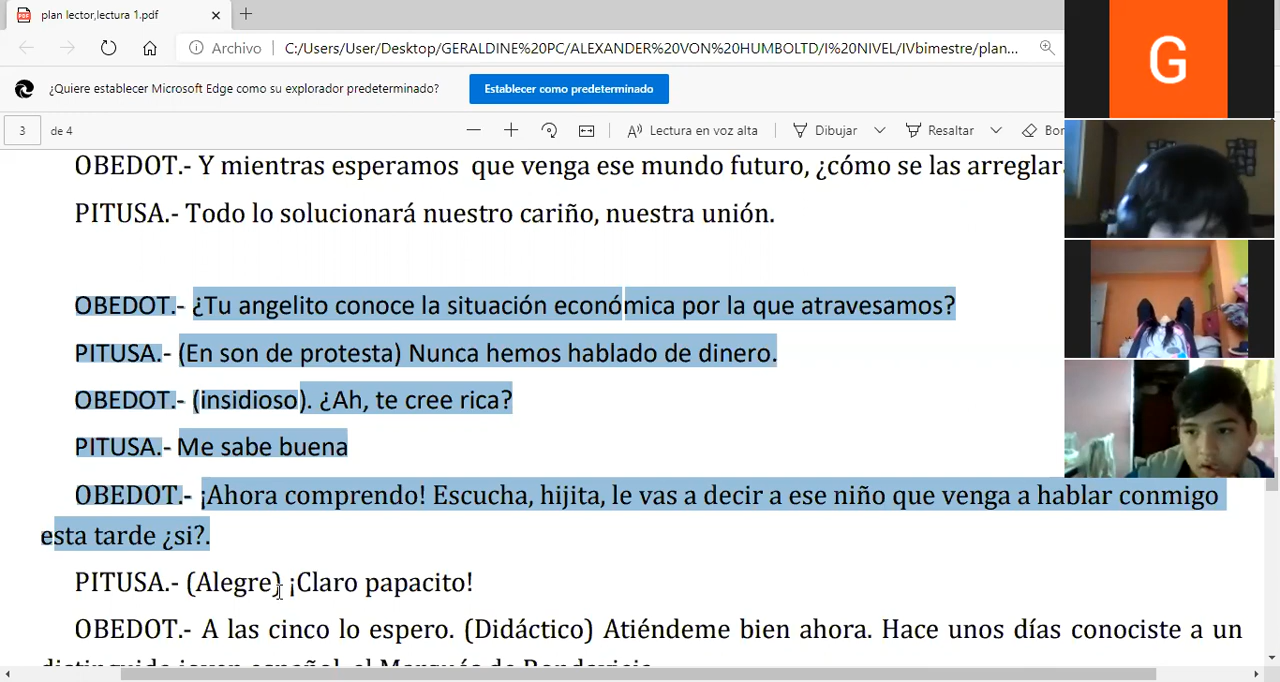 plan lector,lectura 1.pdf
Archivo C:/Users/User/Desktop/GERALDINE%20PC/ALEXANDER%20VON%20HUMBOLTD/I%20NIVEL/IVbimestre/plan...
¿Quiere establecer Microsoft Edge como su explorador predeterminado? Establecer como predeterminado
3 de 4 Lectura en voz alta Dibujar Resaltar
OBEDOT.- Y mientras esperamos que venga ese mundo futuro, ¿cómo se las
PITUSA.- Todo lo solucionará nuestro cariño, nuestra unión.
OBEDOT.- ¿Tu angelito conoce la situación económica por la que atravesamos?
PITUSA.- (En son de protesta) Nunca hemos hablado de dinero.
OBEDOT.- (insidioso). ¿Ah, te cree rica?
PITUSA.- Me sabe buena
OBEDOT.- ¡Ahora comprendo! Escucha, hijita, le vas a decir a ese niño que venga a hablar conmigo
esta tarde ¿si?.
PITUSA.- (Alegre) ¡Claro papacito!
OBEDOT.- A las cinco lo espero. (Didáctico) Atiéndeme bien ahora. Hace unos días conociste a un
G